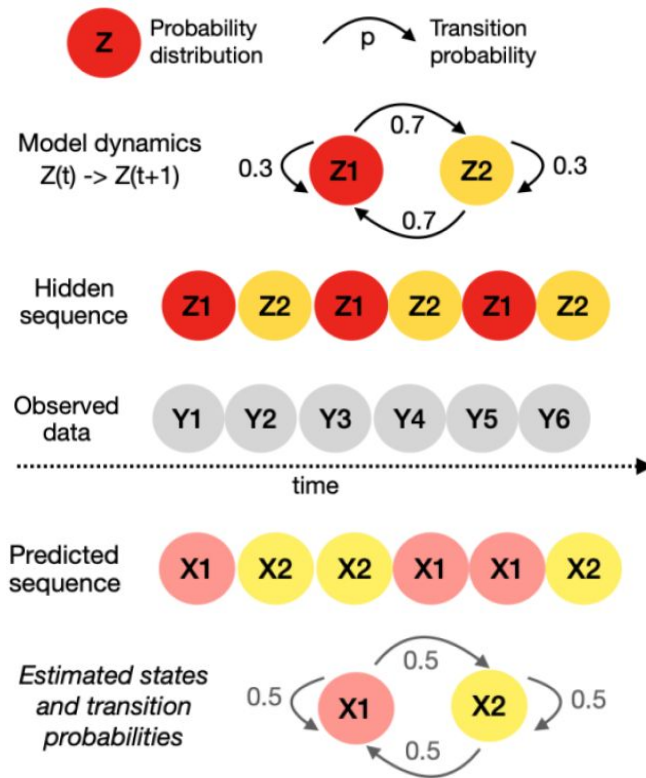 Z
Probability
distribution
p
Transition
probability
Model dynamics
Z(t) -> Z(t+1)
0.7
0.3
Z1
Z2
0.3
0.7
Hidden
sequence
Z1 Z2 Z1 Z2 Z1 Z2
Observed
data
Y1 Y2 Y3 Y4 Y5 Y6
time
Predicted
sequence
X1 X2 X2 X1 X1 X2
Estimated states
and transition
probabilities
0.5
0.5
X1
X2
0.5
0.5